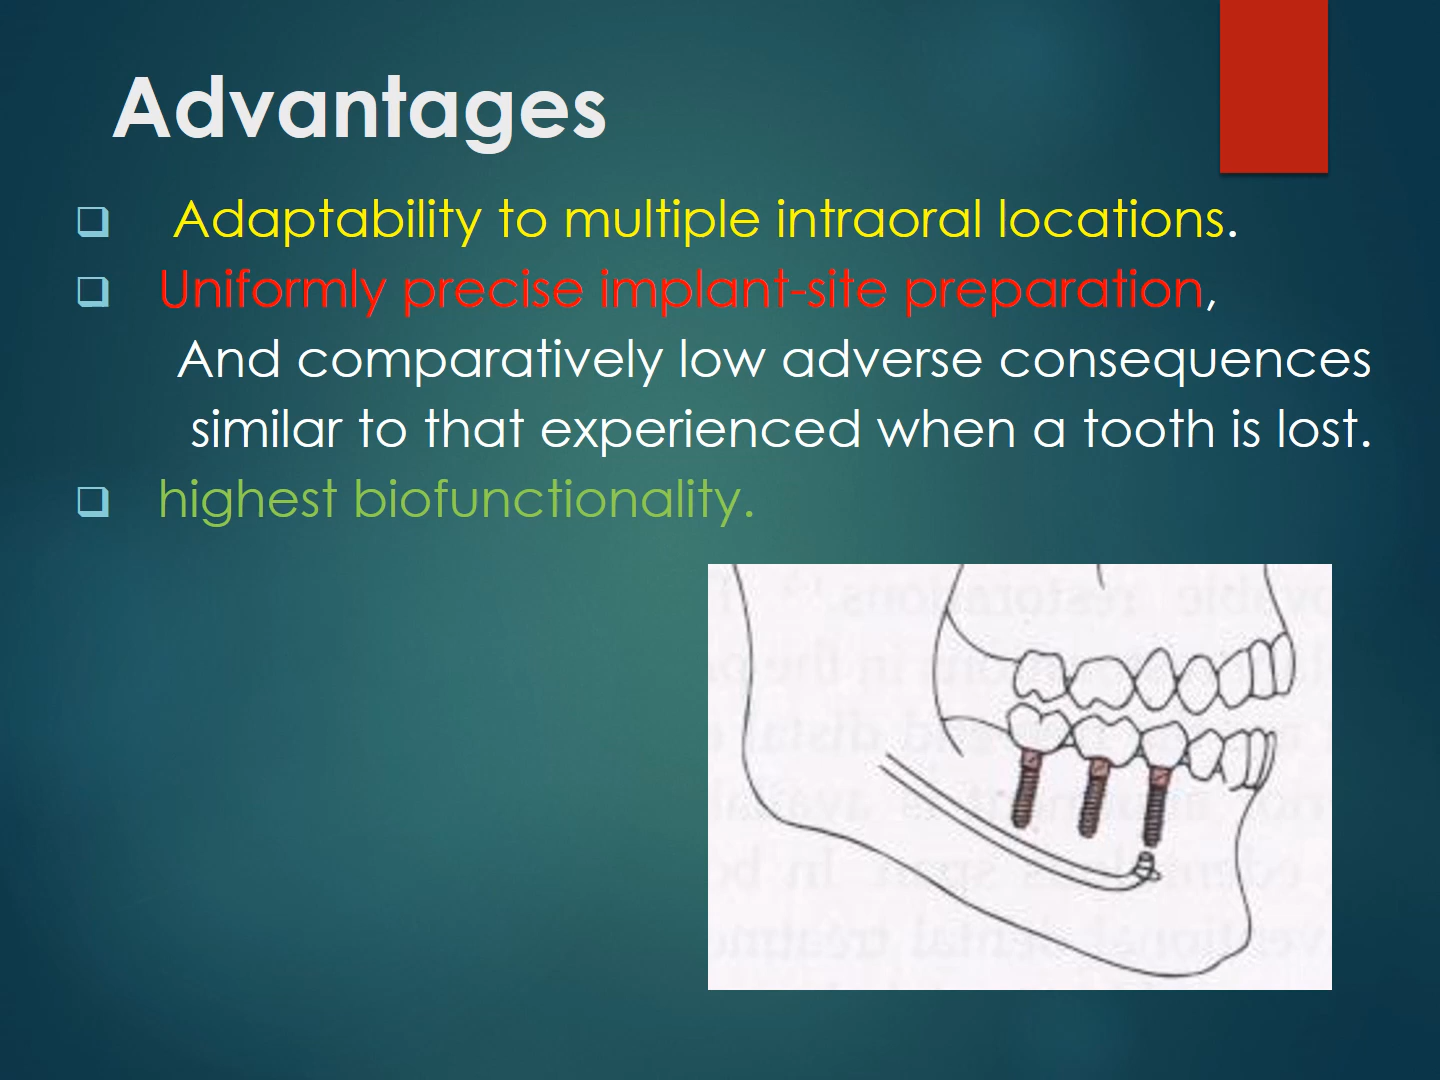 Advantages
Adaptability to multiple intraoral locations.
Uniformly precise implant-site preparation,
And comparatively low adverse consequences
similar to that experienced when a tooth is lost.
highest biofunctionality.